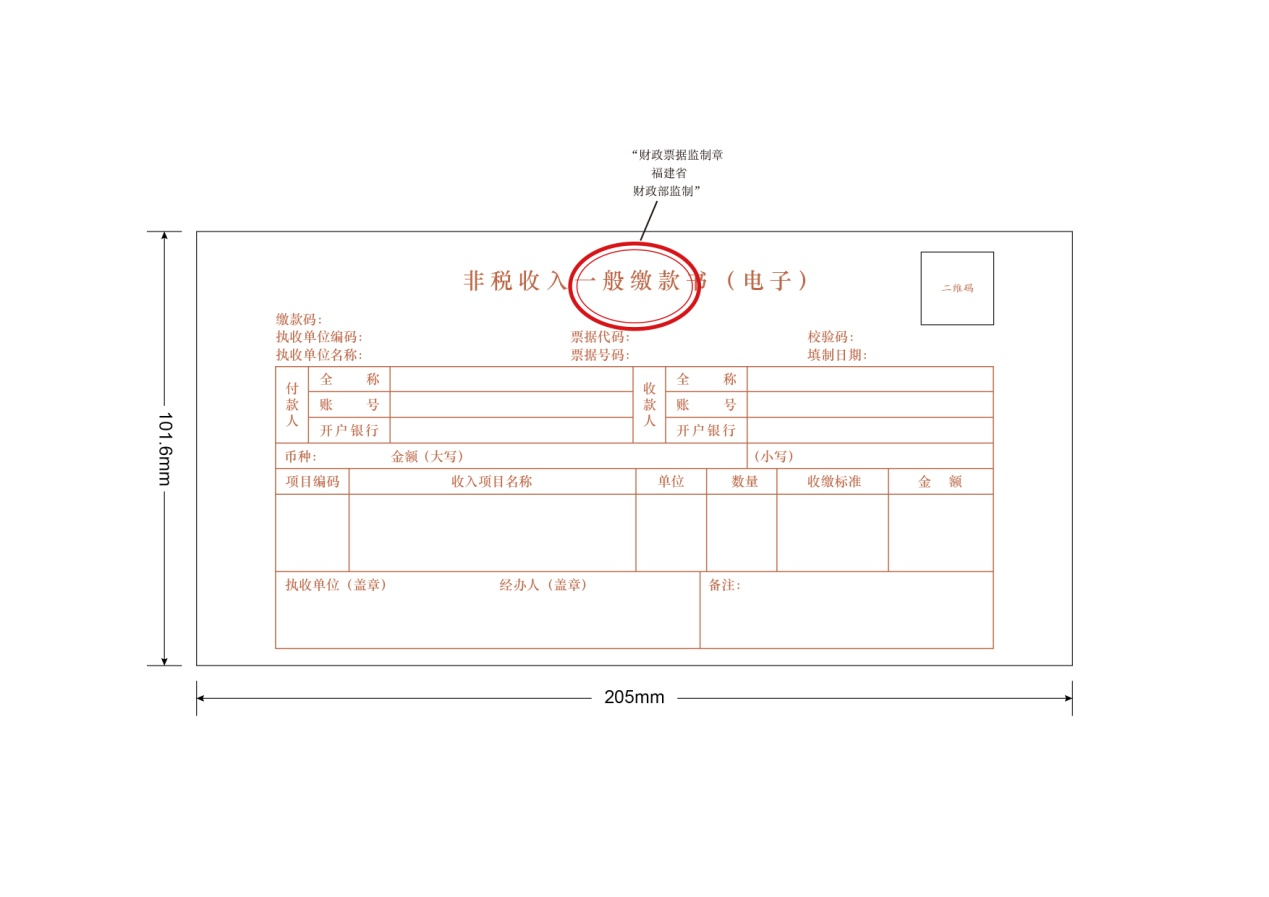 “财政票据监制章
福建省
财政部监制”
非税收入一般缴款书（电子）
二维码
缴款码：
执收单位编码： 票据代码： 校验码：
执收单位名称： 票据号码： 填制日期：
付款人 全称 收款人 全称
账号 账号
开户银行 开户银行
币种： 金额（大写） （小写）
项目编码 收入项目名称 单位 数量 收缴标准 金额
执收单位（盖章） 经办人（盖章） 备注：
101.6mm
205mm